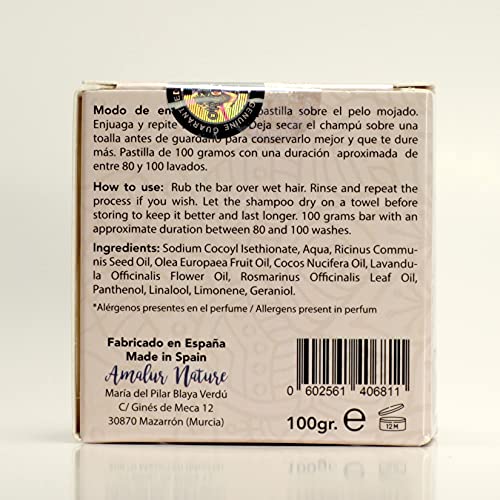 GENUINE GUARANTEE
Modo de en pastilla sobre el pelo mojado.
Enjuaga y repite Deja secar el champú sobre una
toalla antes de guardarlo para conservarlo mejor y que te dure
más. Pastilla de 100 gramos con una duración aproximada de
entre 80 y 100 lavados.
How to use: Rub the bar over wet hair. Rinse and repeat the
process if you wish. Let the shampoo dry on a towel before
storing to keep it better and last longer. 100 grams bar with an
approximate duration between 80 and 100 washes.
Ingredients: Sodium Cocoyl Isethionate, Aqua, Ricinus Commu-
nis Seed Oil, Olea Europaea Fruit Oil, Cocos Nucifera Oil, Lavandu-
la Officinalis Flower Oil, Rosmarinus Officinalis Leaf Oil,
Panthenol, Linalool, Limonene, Geraniol.
*Alérgenos presentes en el perfume / Allergens present in perfum
Fabricado en España
Made in Spain
Amalur Nature
María del Pilar Blaya Verdú
C/ Ginés de Meca 12
30870 Mazarrón (Murcia)
0 602561 406811
100gr. e
12M